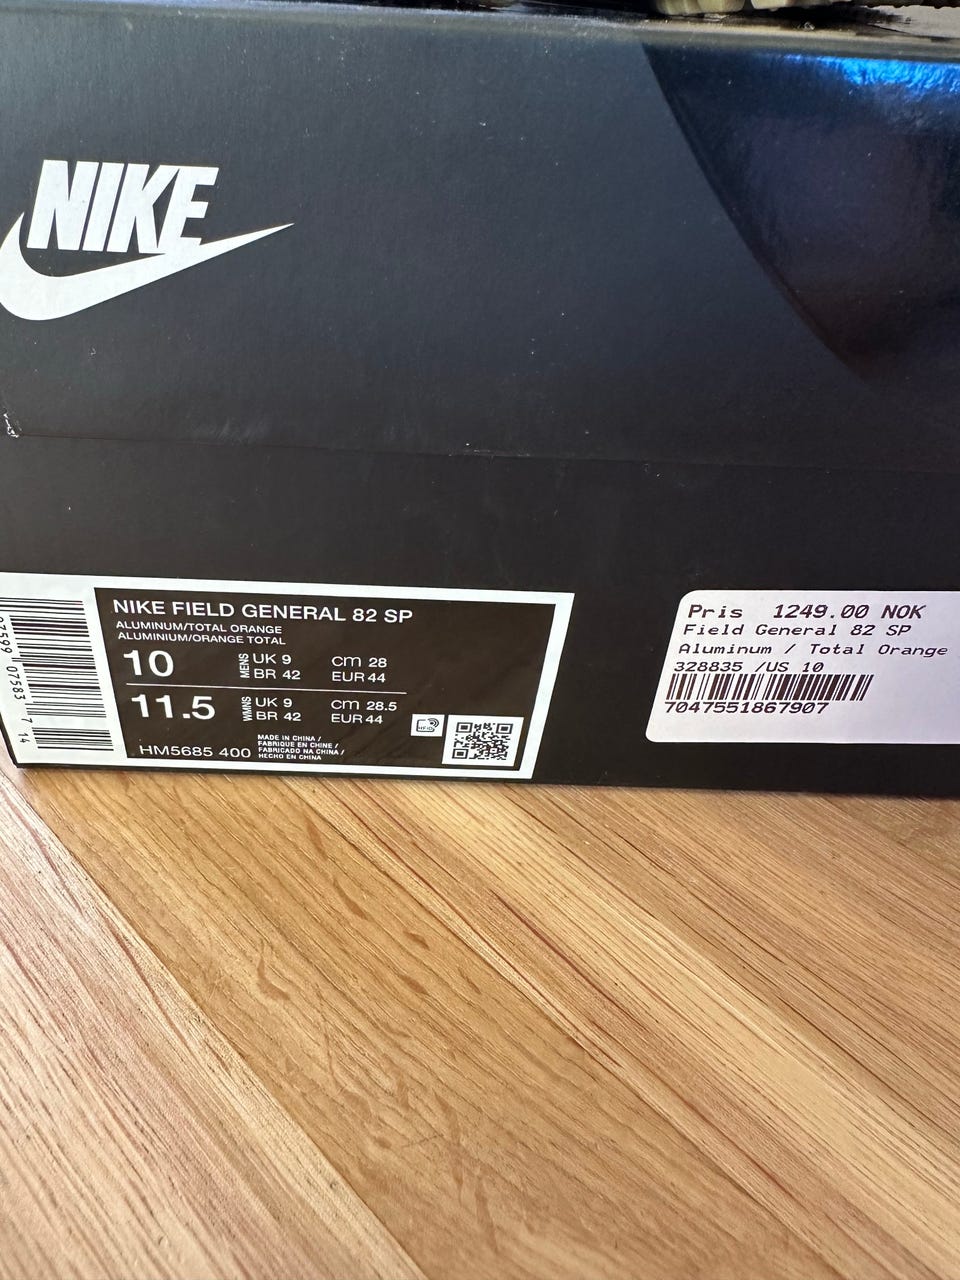 NIKE
NIKE FIELD GENERAL 82 SP
ALUMINUM/TOTAL ORANGE
ALUMINIUM/ORANGE TOTAL
10 MENS UK 9 CM 28
BR 42 EUR 44
11.5 WMNS UK 9 CM 28.5
BR 42 EUR 44
HM5685 400
MADE IN CHINA /
FABRIQUE EN CHINE /
FABRICADO NA CHINA /
HECHO EN CHINA
07583 7 14
Pris 1249.00 NOK
Field General 82 SP
Aluminum / Total Orange
328835 /US 10
7047551867907